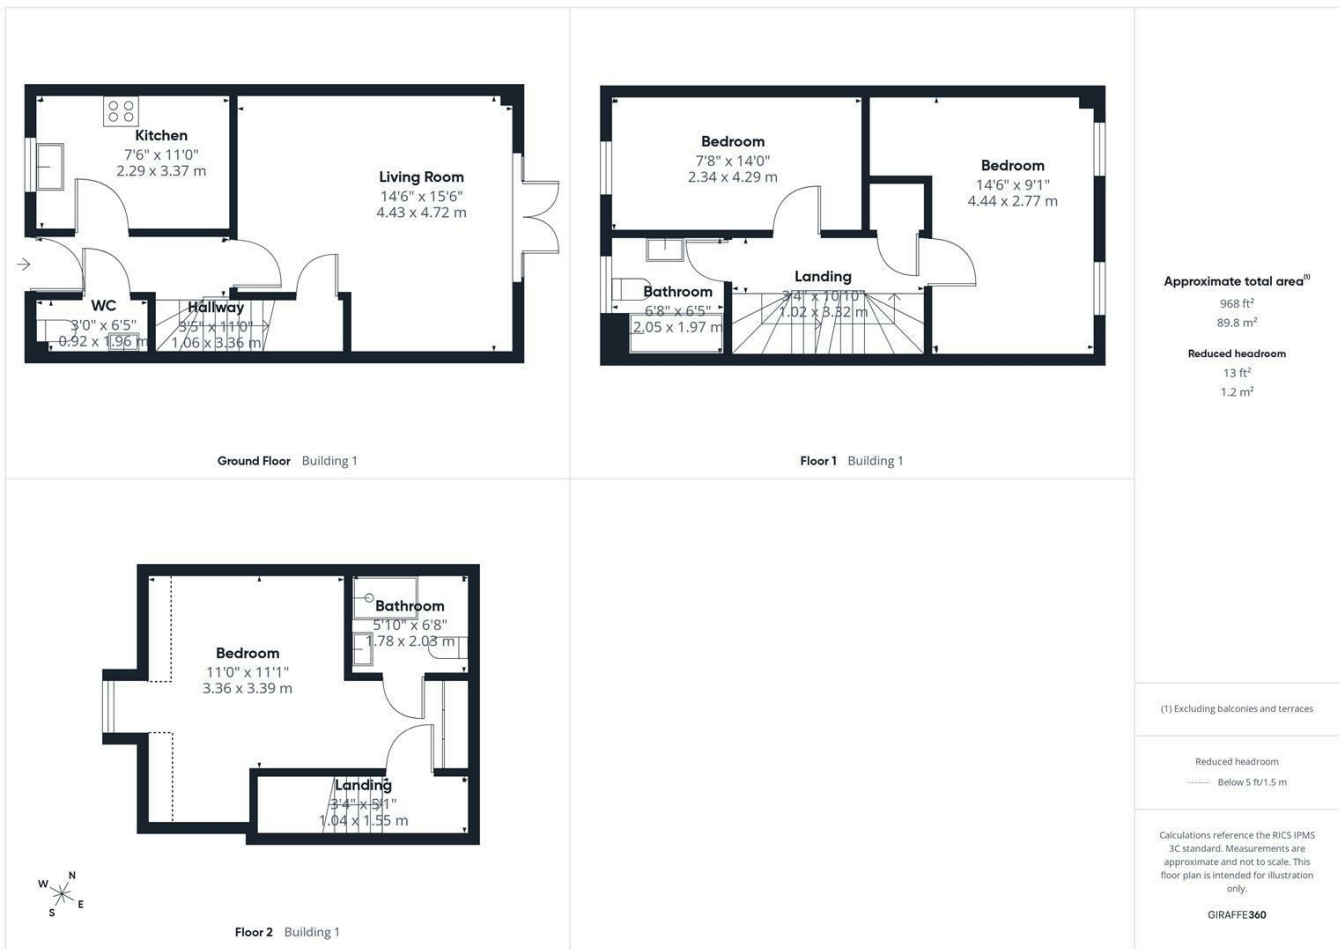 Kitchen
7'6" x 11'0"
2.29 x 3.37 m
Living Room
14'6" x 15'6"
4.43 x 4.72 m
WC
3'0" x 6'5"
0.92 x 1.96 m
Hallway
3'5" x 11'0"
1.06 x 3.36 m
Ground Floor Building 1
Bedroom
7'8" x 14'0"
2.34 x 4.29 m
Bedroom
14'6" x 9'1"
4.44 x 2.77 m
Landing
3'4" x 10'10"
1.02 x 3.32 m
Bathroom
6'8" x 6'5"
2.05 x 1.97 m
Floor 1 Building 1
Bathroom
5'10" x 6'8"
1.78 x 2.03 m
Bedroom
11'0" x 11'1"
3.36 x 3.39 m
Landing
3'4" x 5'1"
1.04 x 1.55 m
N
W
E
S
Floor 2 Building 1
Approximate total area(1)
968 ft²
89.8 m²
Reduced headroom
13 ft²
1.2 m²
(1) Excluding balconies and terraces
Reduced headroom
Below 5 ft/1.5 m
Calculations reference the RICS IPMS
3C standard. Measurements are
approximate and not to scale. This
floor plan is intended for illustration
only.
GIRAFFE360